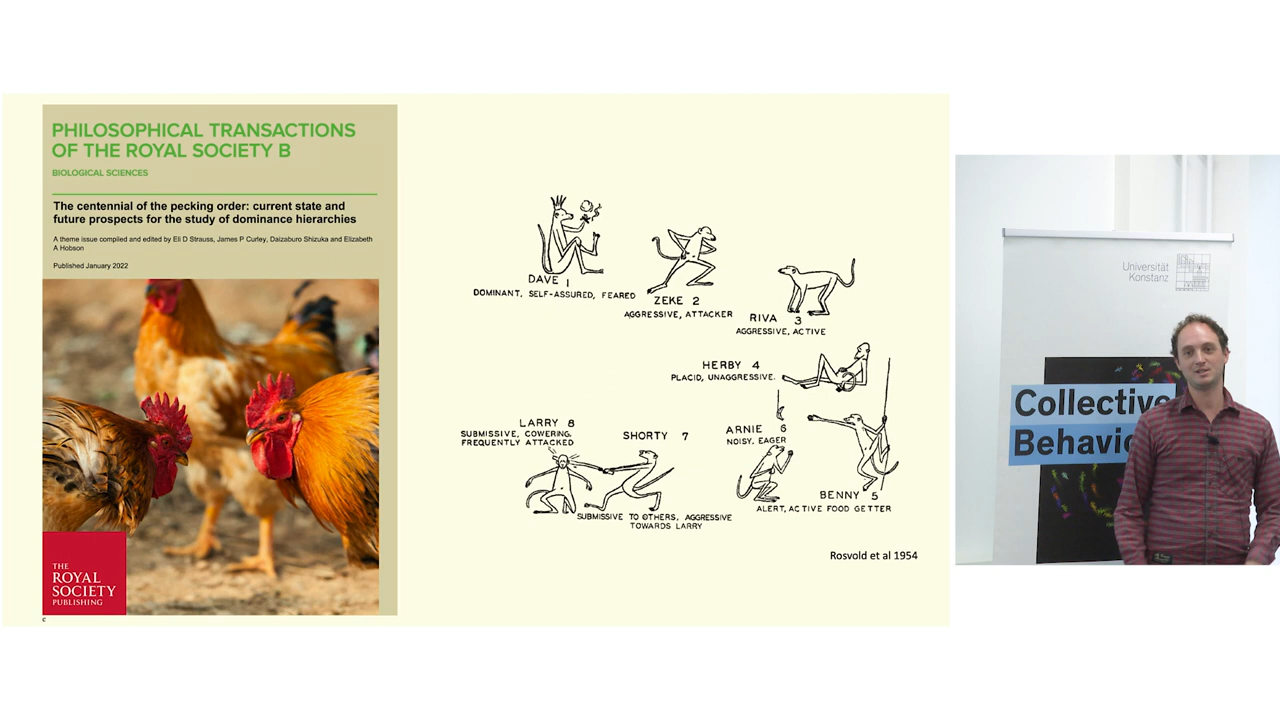 PHILOSOPHICAL TRANSACTIONS
OF THE ROYAL SOCIETY B
BIOLOGICAL SCIENCES
The centennial of the pecking order: current state and
future prospects for the study of dominance hierarchies
A theme issue compiled and edited by Eli D Strauss, James P Curley, Daizaburo Shizuka and Elizabeth
A Hobson
Published January 2022
THE
ROYAL
SOCIETY
PUBLISHING
c
DAVE 1
DOMINANT, SELF-ASSURED, FEARED
ZEKE 2
AGGRESSIVE, ATTACKER
RIVA 3
AGGRESSIVE, ACTIVE
HERBY 4
PLACID, UNAGGRESSIVE.
LARRY 8
SUBMISSIVE, COWERING.
FREQUENTLY ATTACKED
SHORTY 7
SUBMISSIVE TO OTHERS, AGGRESSIVE
TOWARDS LARRY
ARNIE 6
NOISY, EAGER
BENNY 5
ALERT, ACTIVE FOOD GETTER
Rosvold et al 1954
Universität
Konstanz
Collective
Behavio